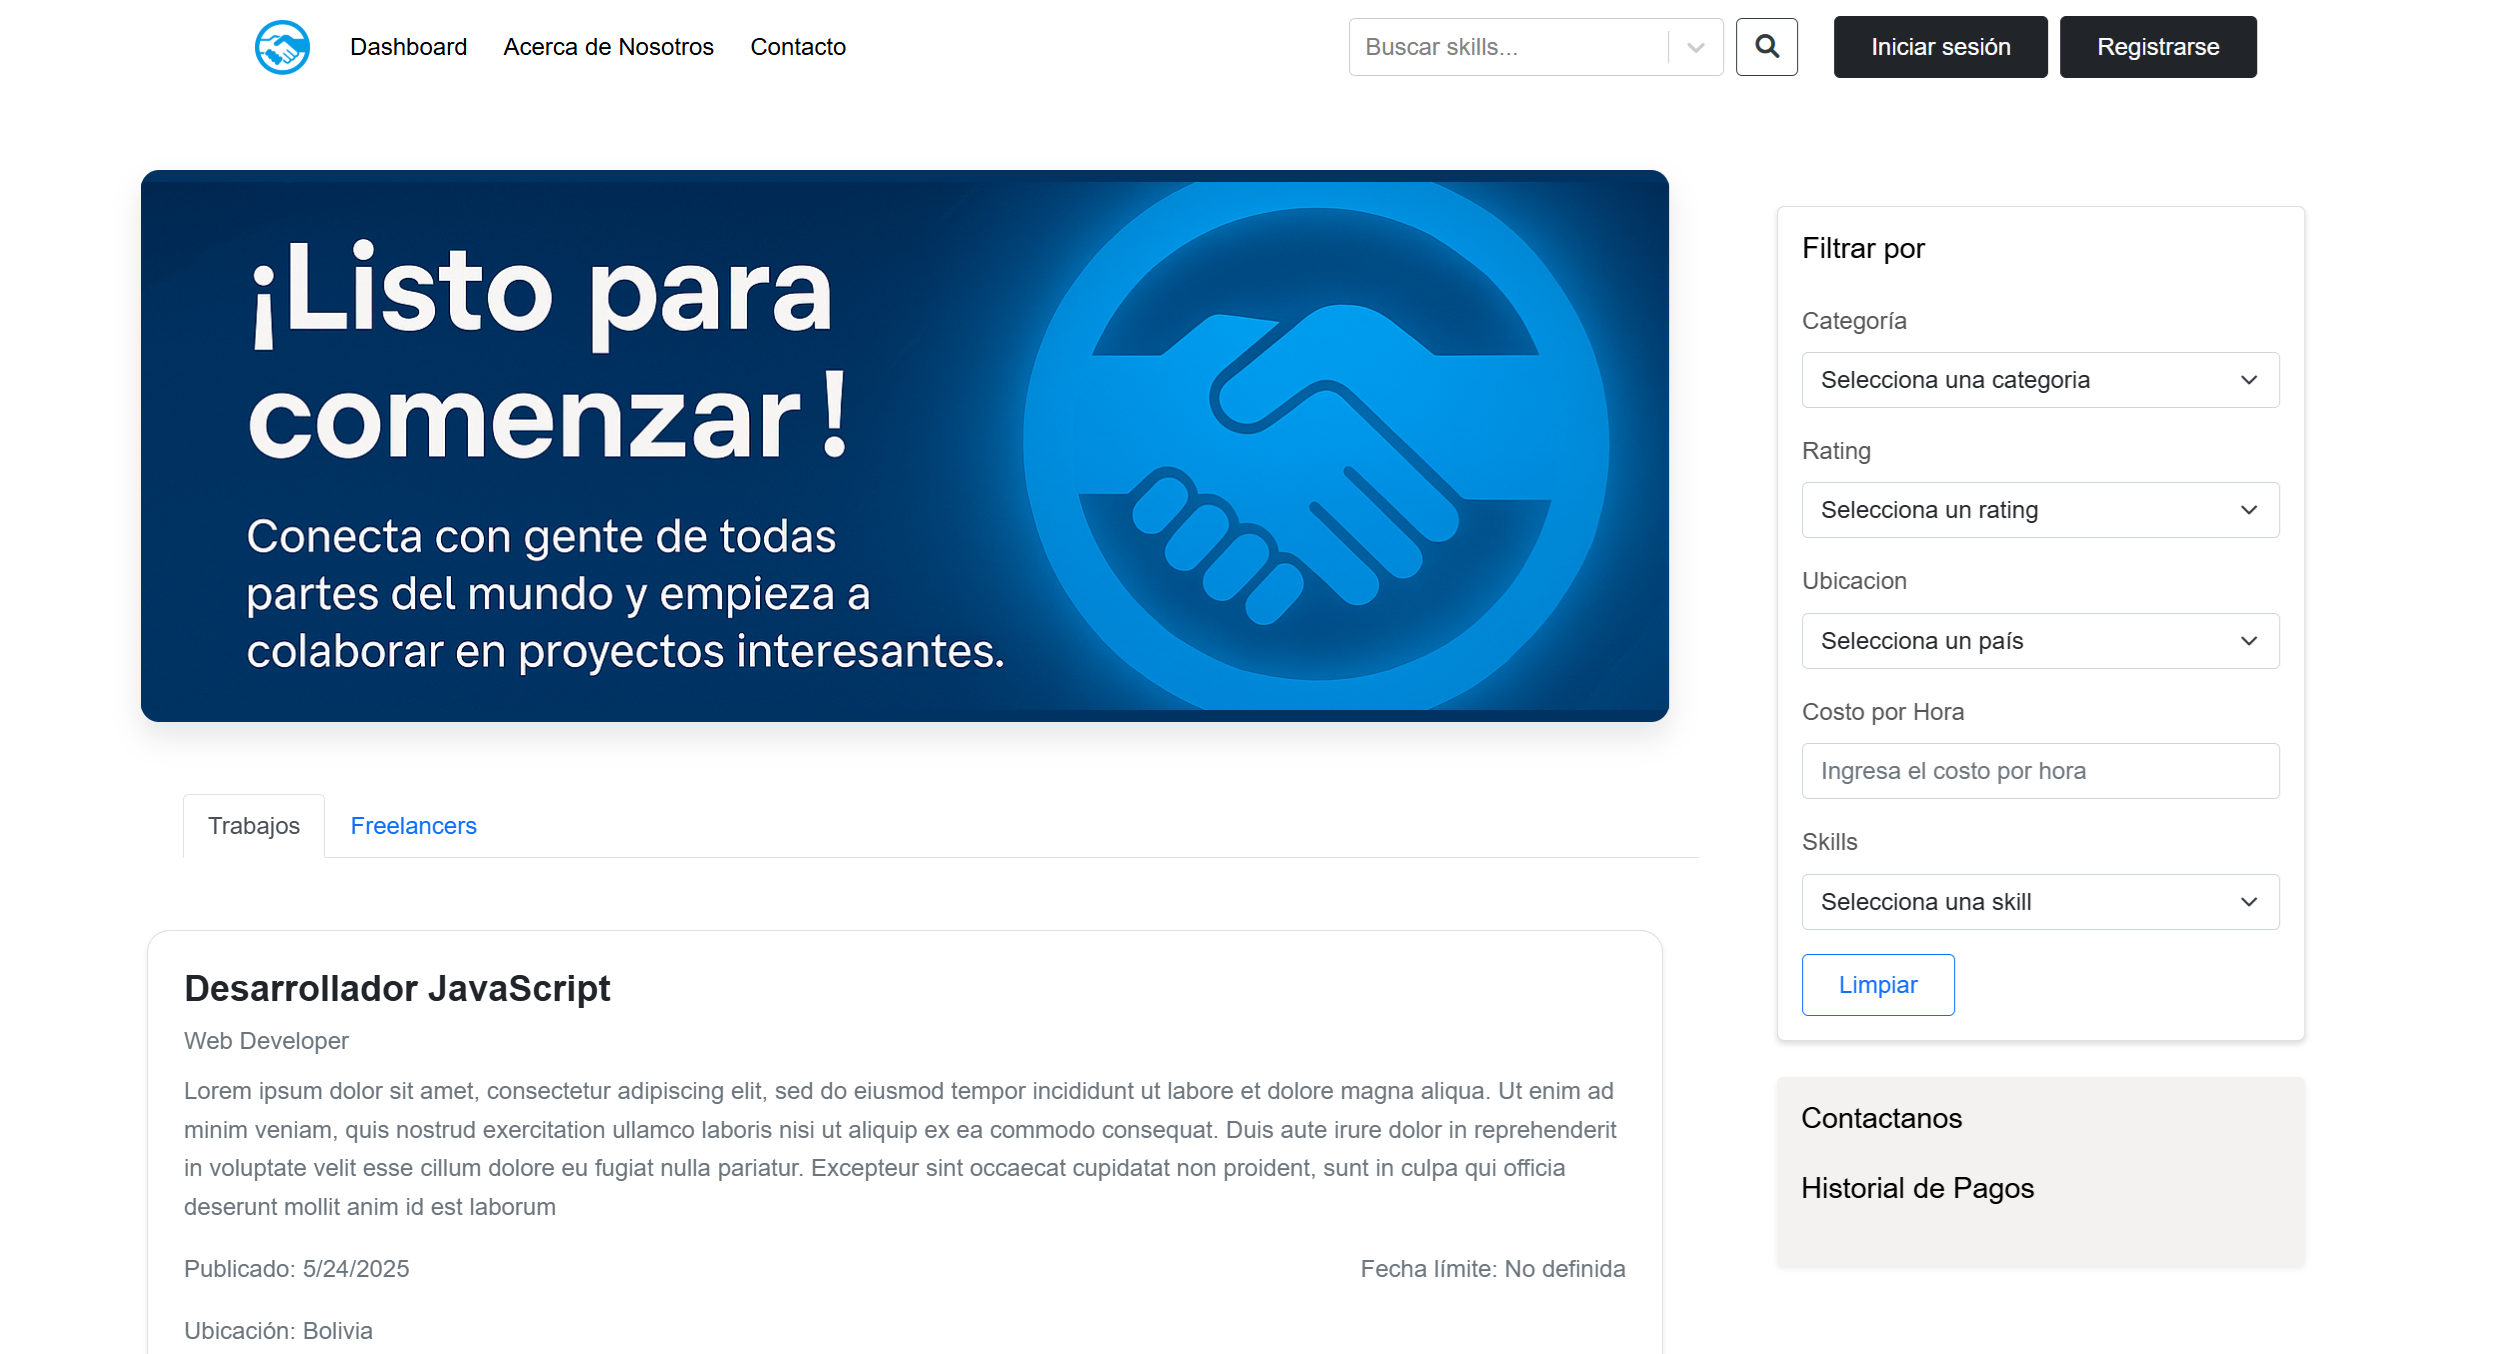 Dashboard
Acerca de Nosotros
Contacto
Buscar skills...
Iniciar sesión
Registrarse
¡Listo para
comenzar!
Conecta con gente de todas
partes del mundo y empieza a
colaborar en proyectos interesantes.
Trabajos
Freelancers
Desarrollador JavaScript
Web Developer
Lorem ipsum dolor sit amet, consectetur adipiscing elit, sed do eiusmod tempor incididunt ut labore et dolore magna aliqua. Ut enim ad
minim veniam, quis nostrud exercitation ullamco laboris nisi ut aliquip ex ea commodo consequat. Duis aute irure dolor in reprehenderit
in voluptate velit esse cillum dolore eu fugiat nulla pariatur. Excepteur sint occaecat cupidatat non proident, sunt in culpa qui officia
deserunt mollit anim id est laborum
Publicado: 5/24/2025
Fecha límite: No definida
Ubicación: Bolivia
Filtrar por
Categoría
Selecciona una categoria
Rating
Selecciona un rating
Ubicacion
Selecciona un país
Costo por Hora
Ingresa el costo por hora
Skills
Selecciona una skill
Limpiar
Contactanos
Historial de Pagos